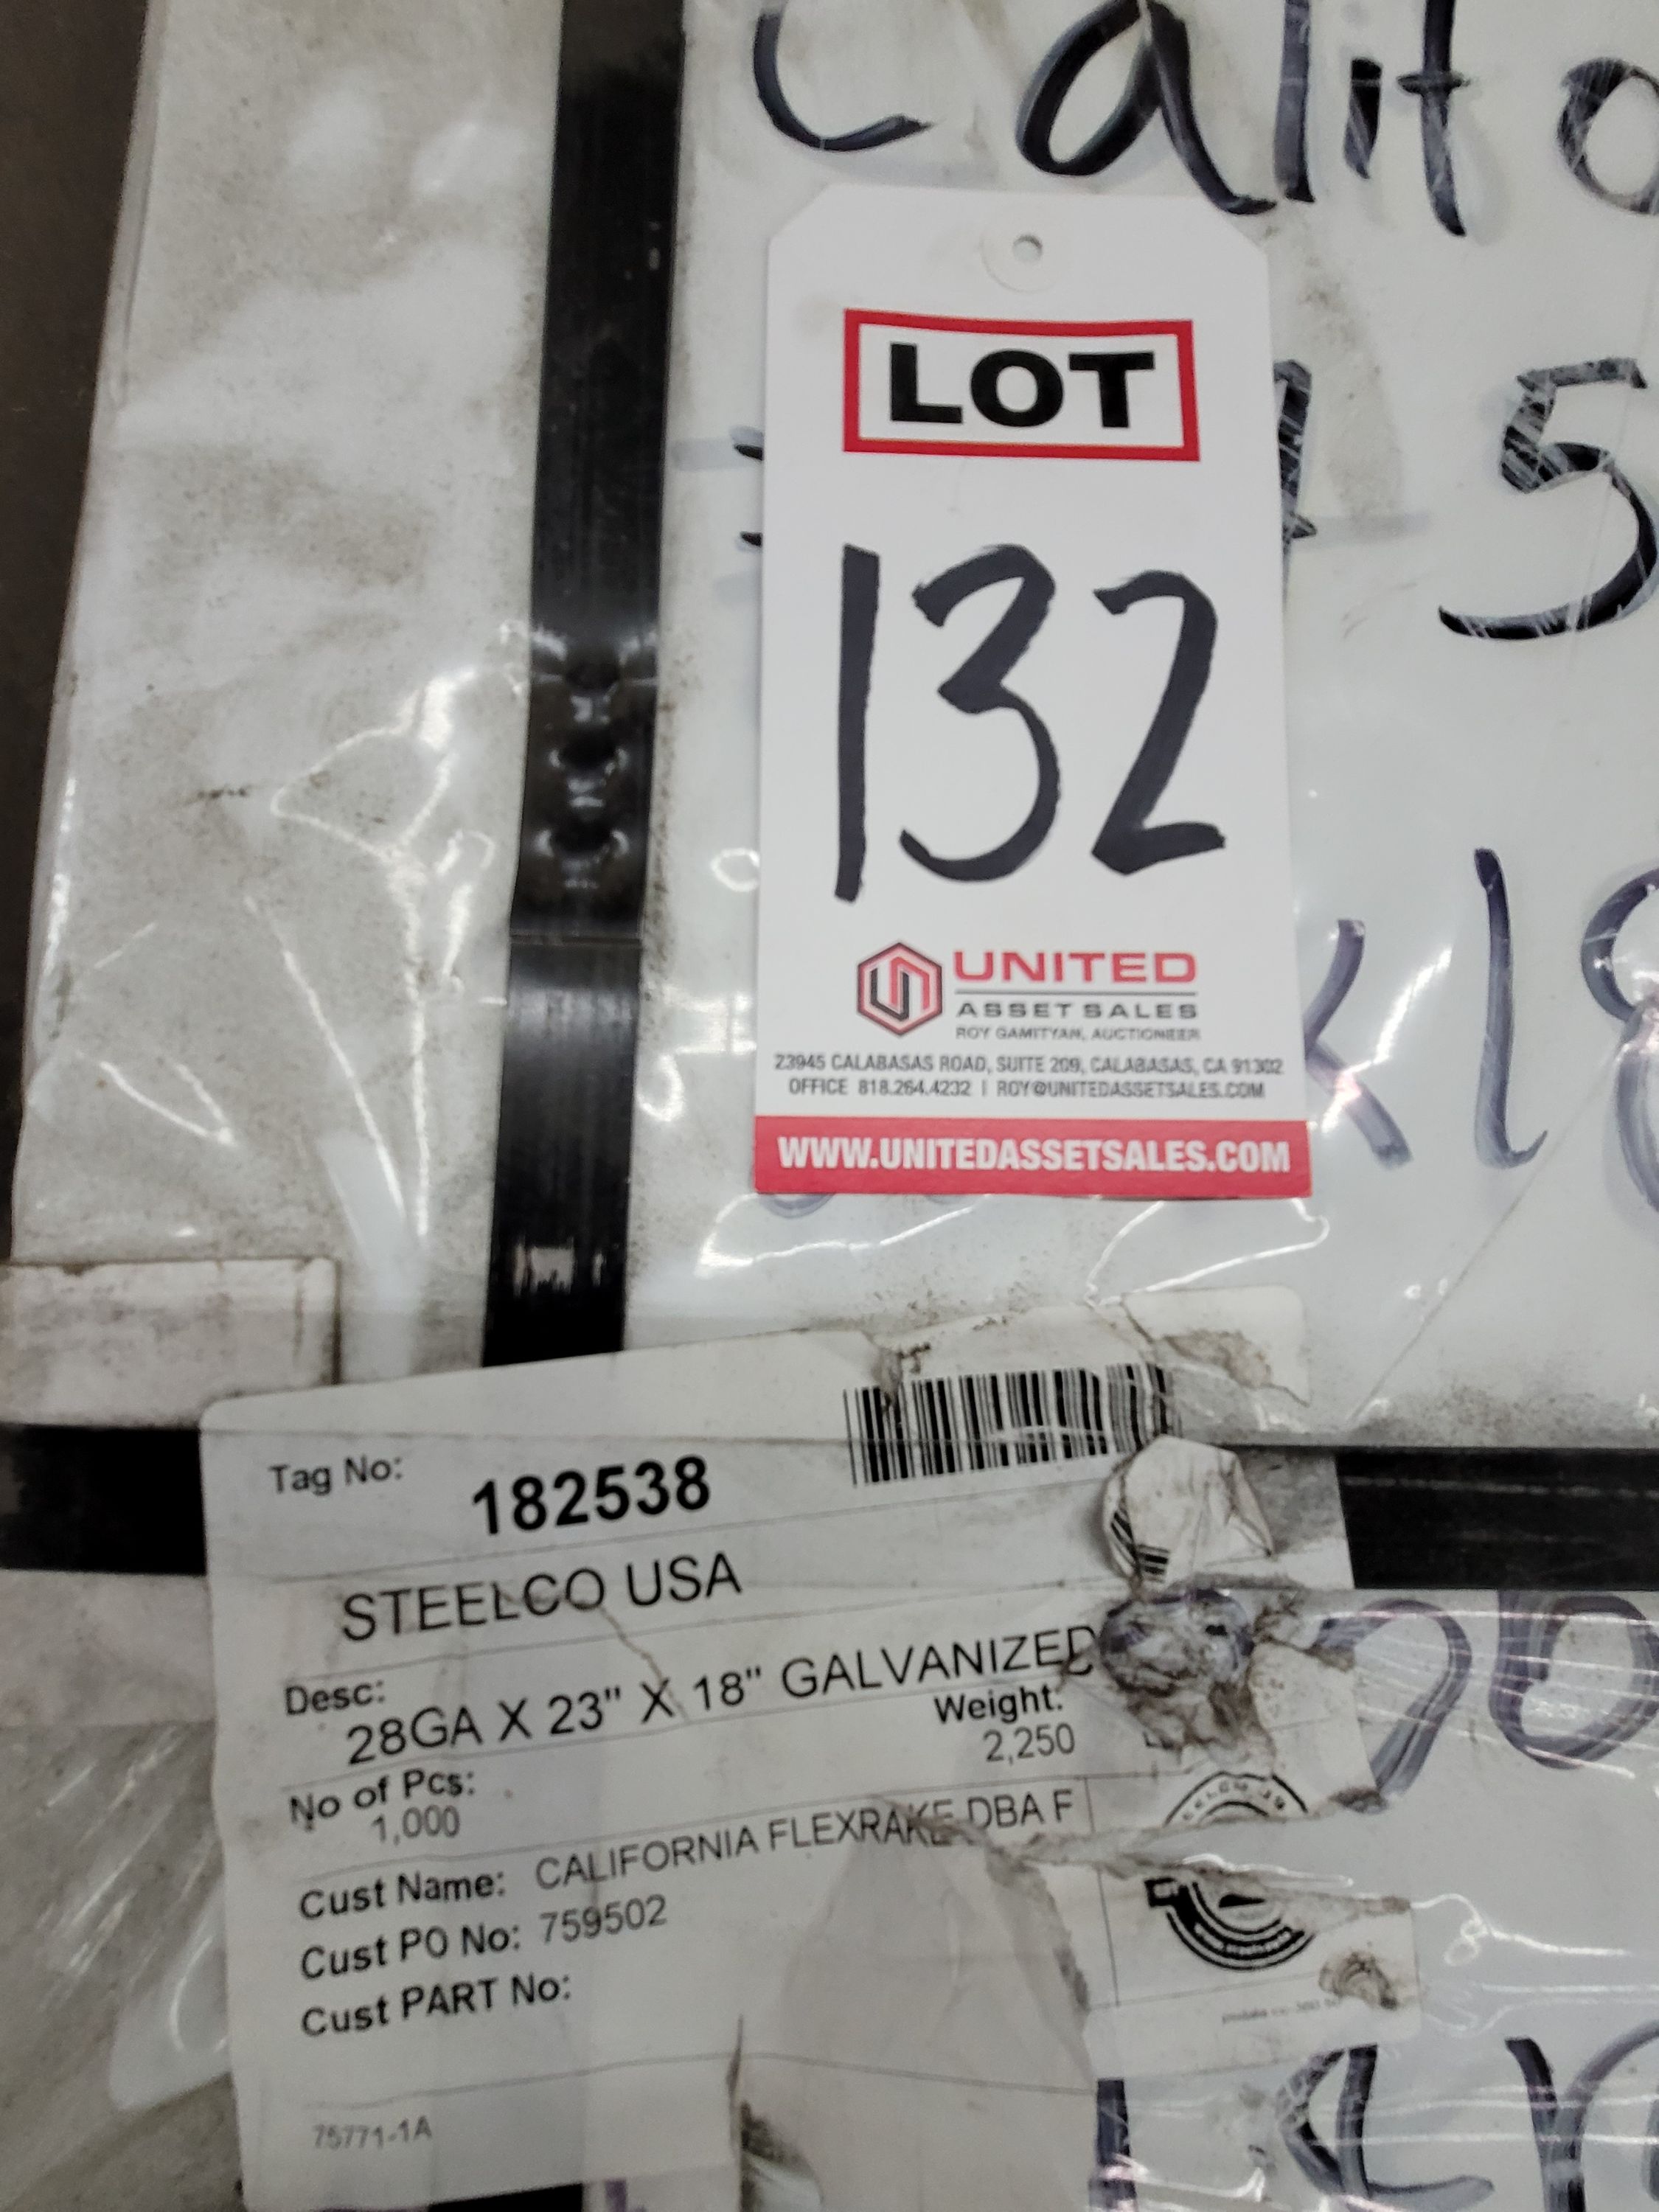 Califo
LOT
5
132
UNITED
ASSET SALES
ROY GAMITYAN, AUCTIONEER
23945 CALABASAS ROAD, SUITE 209, CALABASAS, CA 91302
OFFICE 818.264.4232 | ROY@UNITEDASSETSALES.COM
WWW.UNITEDASSETSALES.COM
Tag No: 182538
STEELCO USA
Desc:
28GA X 23" X 18" GALVANIZED
Weight:
2,250
No of Pcs:
1,000
Cust Name: CALIFORNIA FLEXRAKE DBA F
Cust PO No: 759502
Cust PART No:
75771-1A